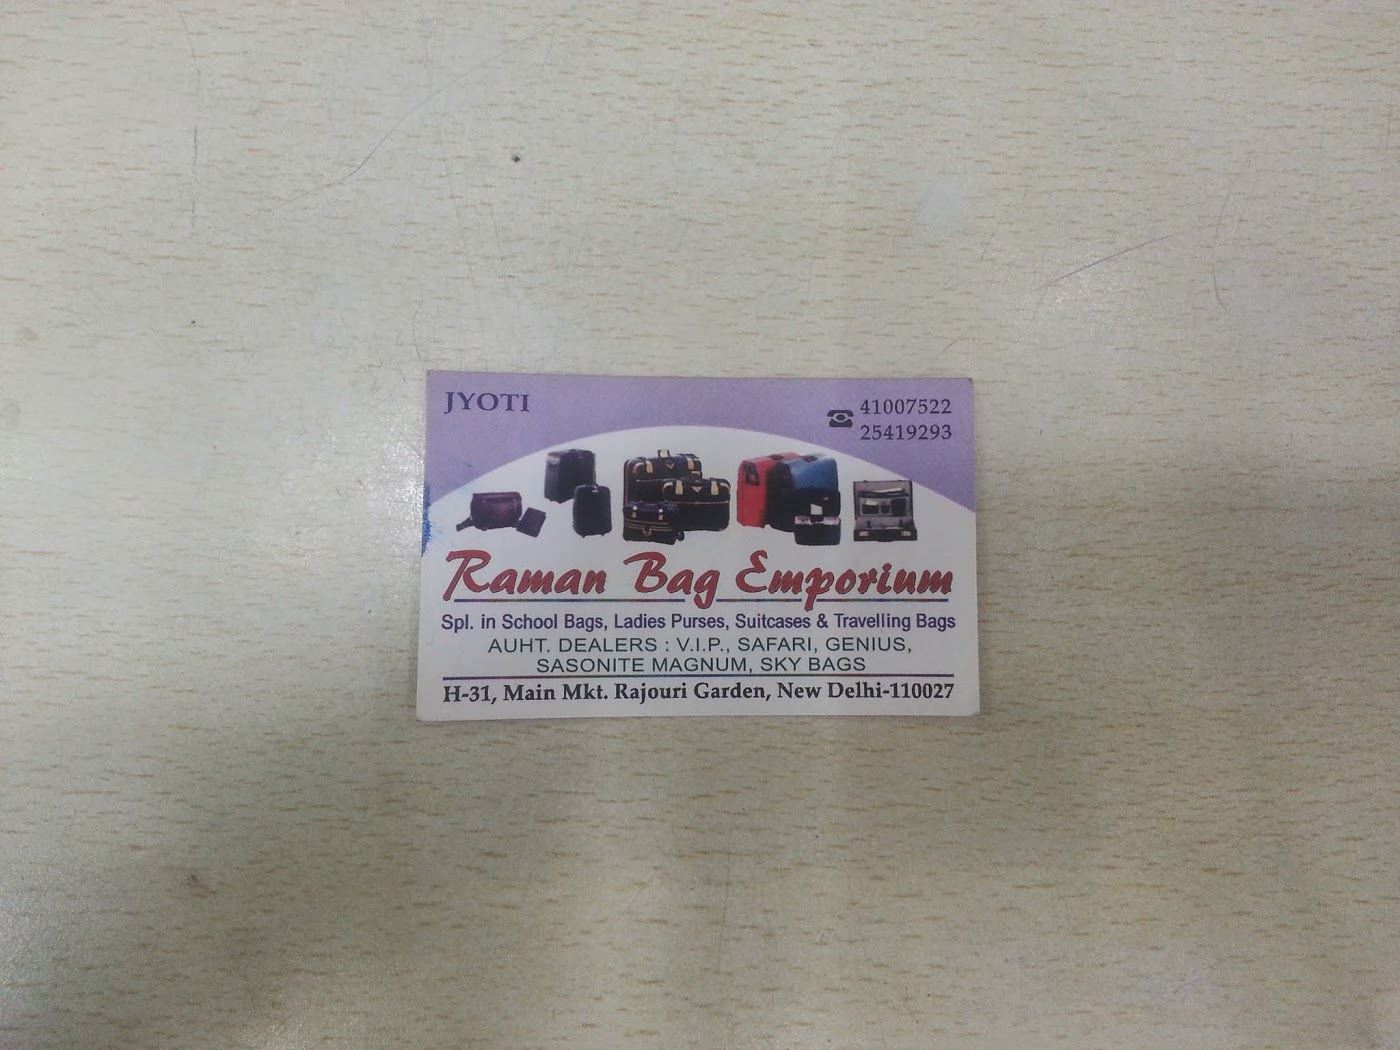 JYOTI
41007522
25419293
Raman Bag Emporium
Spl. in School Bags, Ladies Purses, Suitcases & Travelling Bags
AUHT. DEALERS : V.I.P., SAFARI, GENIUS,
SASONITE MAGNUM, SKY BAGS
H-31, Main Mkt. Rajouri Garden, New Delhi-110027